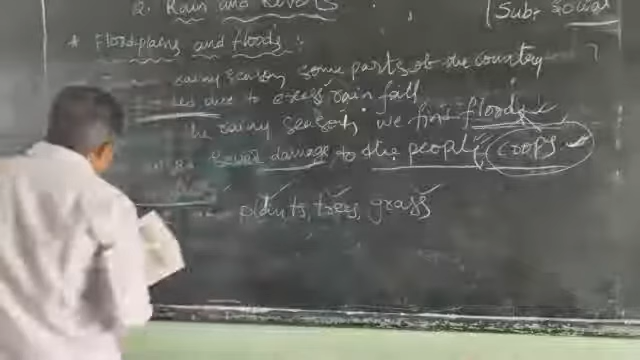 2. Rain and Rivers
Sub:- Social
* Floodplains and floods :
rainy season some parts of the country
due to excess rain fall.
rainy season, we find floods
damage to the people, crops
plants, trees, grass